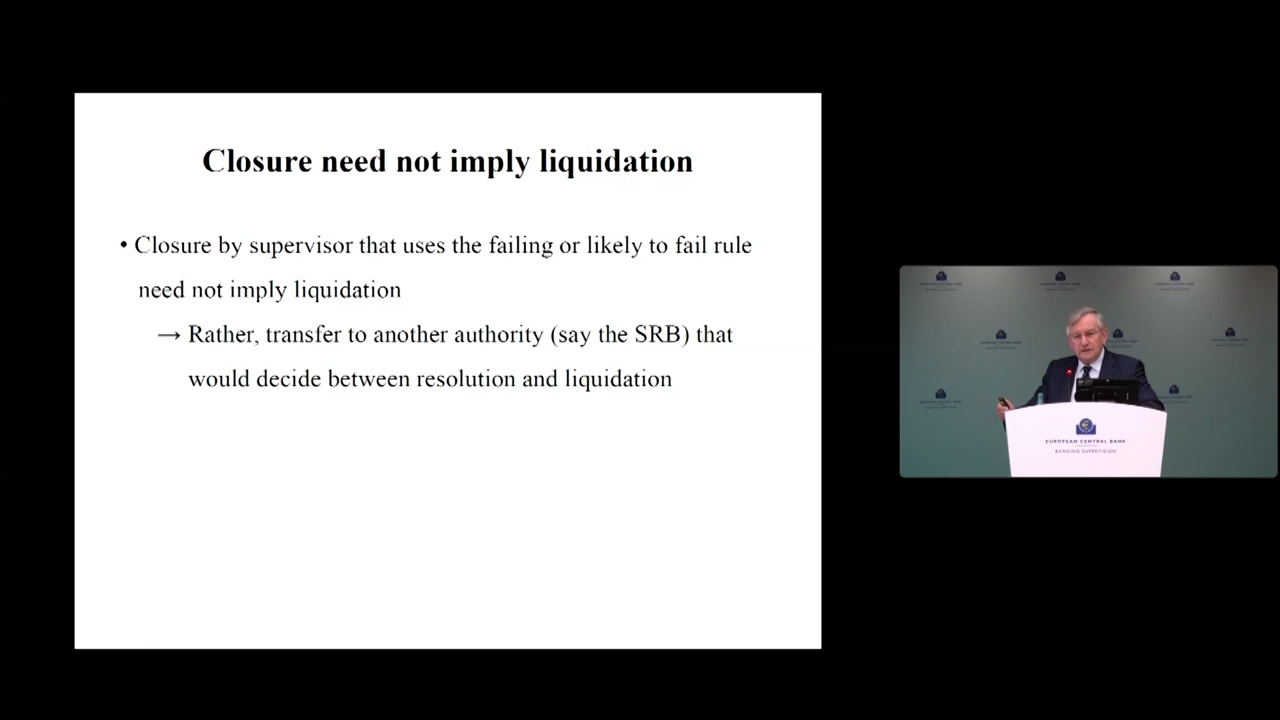 Closure need not imply liquidation
• Closure by supervisor that uses the failing or likely to fail rule
need not imply liquidation
→ Rather, transfer to another authority (say the SRB) that
would decide between resolution and liquidation
EUROPEAN CENTRAL BANK
BANKING SUPERVISION